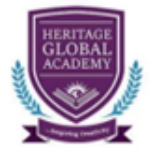 HERITAGE
GLOBAL
ACADEMY
...Inspiring Creativity